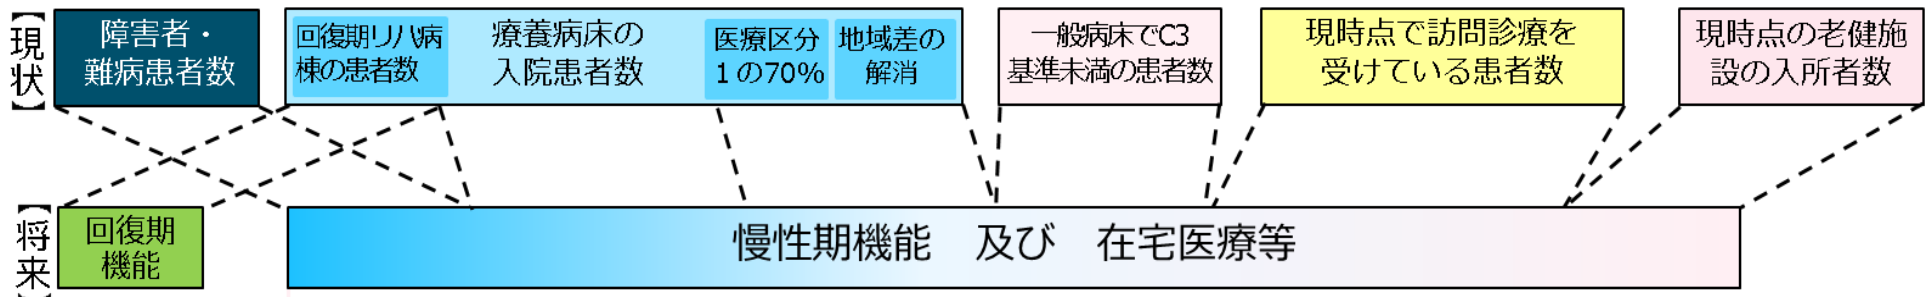 【現状】
障害者・
難病患者数
回復期リハ病
棟の患者数
療養病床の
入院患者数
医療区分
1の70%
地域差の
解消
一般病床でC3
基準未満の患者数
現時点で訪問診療を
受けている患者数
現時点の老健施
設の入所者数
【将来】
回復期
機能
慢性期機能 及び 在宅医療等